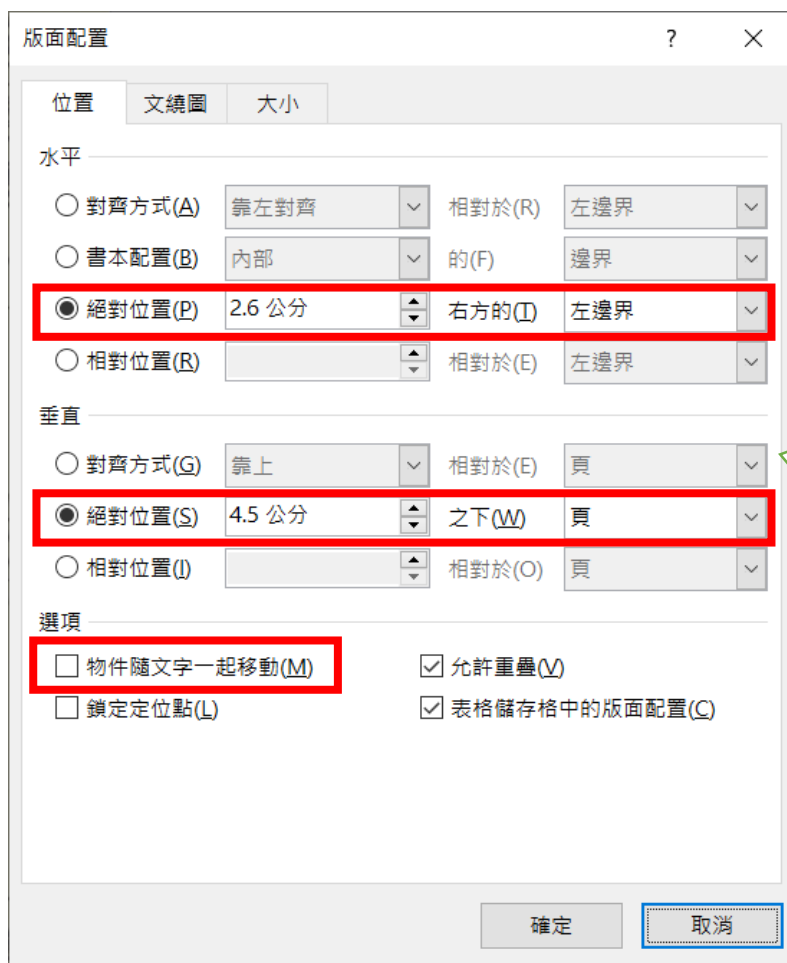 版面配置 ?
位置 文繞圖 大小
水平
對齊方式(A) 靠左對齊 相對於(R) 左邊界
書本配置(B) 內部 的(F) 邊界
絕對位置(P) 2.6 公分 右方的(T) 左邊界
相對位置(R) 相對於(E) 左邊界
垂直
對齊方式(G) 靠上 相對於(E) 頁
絕對位置(S) 4.5 公分 之下(W) 頁
相對位置(I) 相對於(O) 頁
選項
物件隨文字一起移動(M) 允許重疊(V)
鎖定定位點(L) 表格儲存格中的版面配置(C)
確定 取消